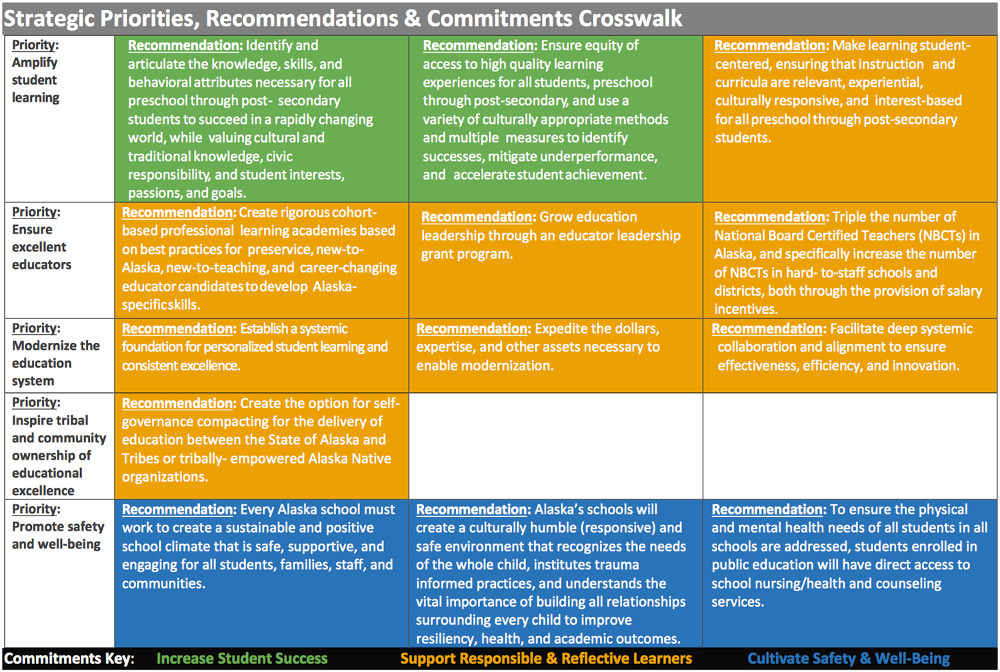 Strategic Priorities, Recommendations & Commitments Crosswalk
Priority:
Amplify
student
learning
Recommendation: Identify and
articulate the knowledge, skills, and
behavioral attributes necessary for all
preschool through post- secondary
students to succeed in a rapidly changing
world, while valuing cultural and
traditional knowledge, civic
responsibility, and student interests,
passions, and goals.
Recommendation: Ensure equity of
access to high quality learning
experiences for all students, preschool
through post-secondary, and use a
variety of culturally appropriate methods
and multiple measures to identify
successes, mitigate underperformance,
and accelerate student achievement.
Recommendation: Make learning student-
centered, ensuring that instruction and
curricula are relevant, experiential,
culturally responsive, and interest-based
for all preschool through post-secondary
students.
Priority:
Ensure
excellent
educators
Recommendation: Create rigorous cohort-
based professional learning academies based
on best practices for preservice, new-to-
Alaska, new-to-teaching, and career-changing
educator candidates to develop Alaska-
specific skills.
Recommendation: Grow education
leadership through an educator leadership
grant program.
Recommendation: Triple the number of
National Board Certified Teachers (NBCTs) in
Alaska, and specifically increase the number
of NBCTs in hard- to-staff schools and
districts, both through the provision of salary
incentives.
Priority:
Modernize the
education
system
Recommendation: Establish a systemic
foundation for personalized student learning and
consistent excellence.
Recommendation: Expedite the dollars,
expertise, and other assets necessary to
enable modernization.
Recommendation: Facilitate deep systemic
collaboration and alignment to ensure
effectiveness, efficiency, and innovation.
Priority:
Inspire tribal
and community
ownership of
educational
excellence
Recommendation: Create the option for self-
governance compacting for the delivery of
education between the State of Alaska and
Tribes or tribally- empowered Alaska Native
organizations.
Priority:
Promote safety
and well-being
Recommendation: Every Alaska school must
work to create a sustainable and positive
school climate that is safe, supportive, and
engaging for all students, families, staff, and
communities.
Recommendation: Alaska's schools will
create a culturally humble (responsive) and
safe environment that recognizes the needs
of the whole child, institutes trauma
informed practices, and understands the
vital importance of building all relationships
surrounding every child to improve
resiliency, health, and academic outcomes.
Recommendation: To ensure the physical
and mental health needs of all students in all
schools are addressed, students enrolled in
public education will have direct access to
school nursing/health and counseling
services.
Commitments Key: Increase Student Success Support Responsible & Reflective Learners Cultivate Safety & Well-Being